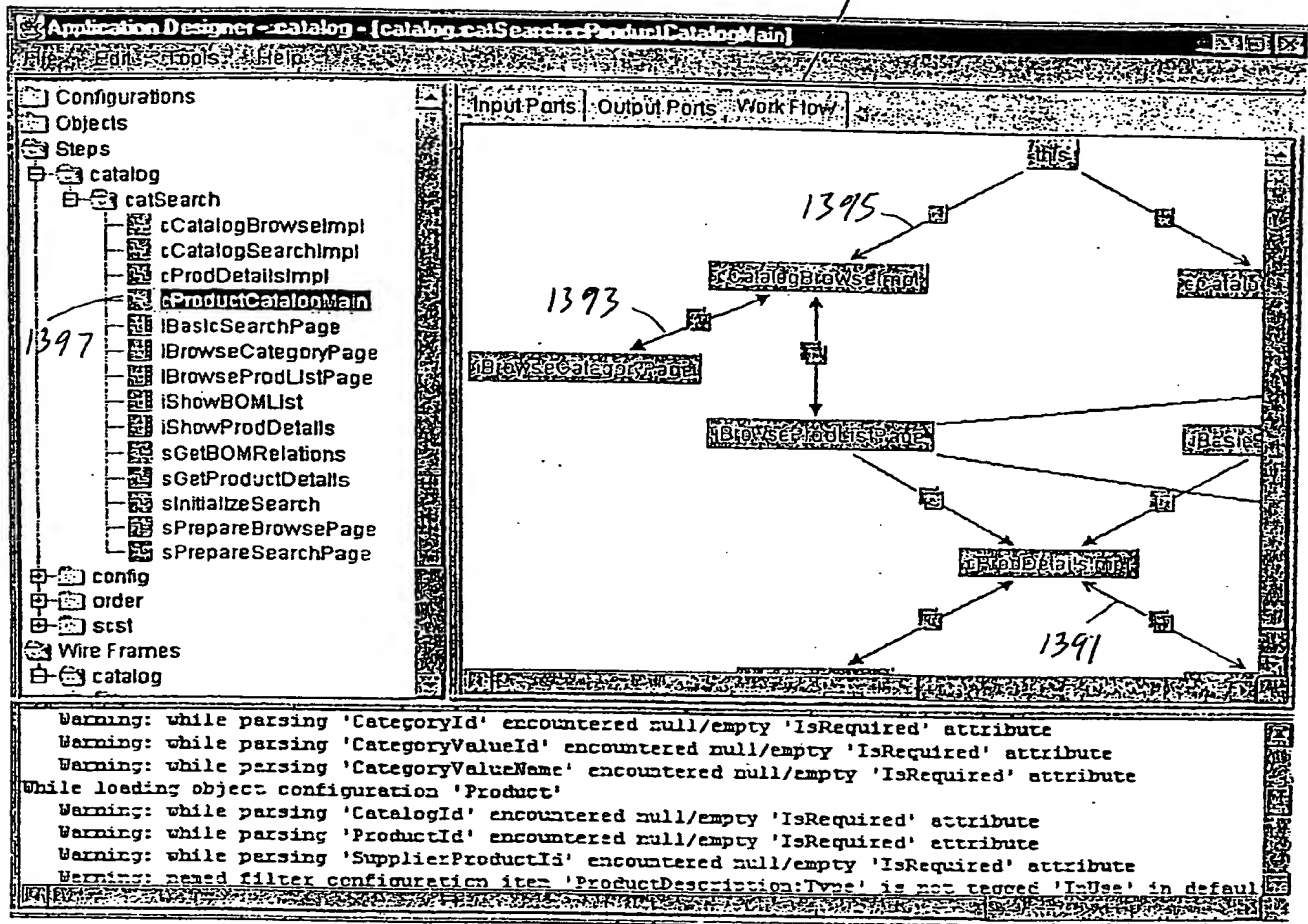 Application Designer - catalog - [catalog.catSearch.cProductCatalogMain]
File Edit Tools Help
Configurations
Objects
Steps
catalog
catSearch
cCatalogBrowseImpl
cCatalogSearchImpl
cProdDetailsImpl
cProductCatalogMain
iBasicSearchPage
iBrowseCategoryPage
iBrowseProdListPage
iShowBOMList
iShowProdDetails
sGetBOMRelations
sGetProductDetails
sInitializeSearch
sPrepareBrowsePage
sPrepareSearchPage
config
order
scst
Wire Frames
catalog
1397
Input Ports Output Ports Work Flow
this
1395
cCatalogBrowseImpl
cCatalo
1393
iBrowseCategoryPage
iBrowseProdListPage
iBasicS
cProdDetailsImpl
1391
Warning: while parsing 'CategoryId' encountered null/empty 'IsRequired' attribute
Warning: while parsing 'CategoryValueId' encountered null/empty 'IsRequired' attribute
Warning: while parsing 'CategoryValueName' encountered null/empty 'IsRequired' attribute
While loading object configuration 'Product'
Warning: while parsing 'CatalogId' encountered null/empty 'IsRequired' attribute
Warning: while parsing 'ProductId' encountered null/empty 'IsRequired' attribute
Warning: while parsing 'SupplierProductId' encountered null/empty 'IsRequired' attribute
Warning: named filter configuration item 'ProductDescription:Type' is not tagged 'InUse' in defaul